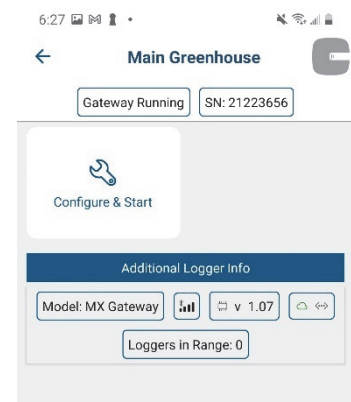 6:27
Main Greenhouse
Gateway Running SN: 21223656
Configure & Start
Additional Logger Info
Model: MX Gateway v 1.07
Loggers in Range: 0